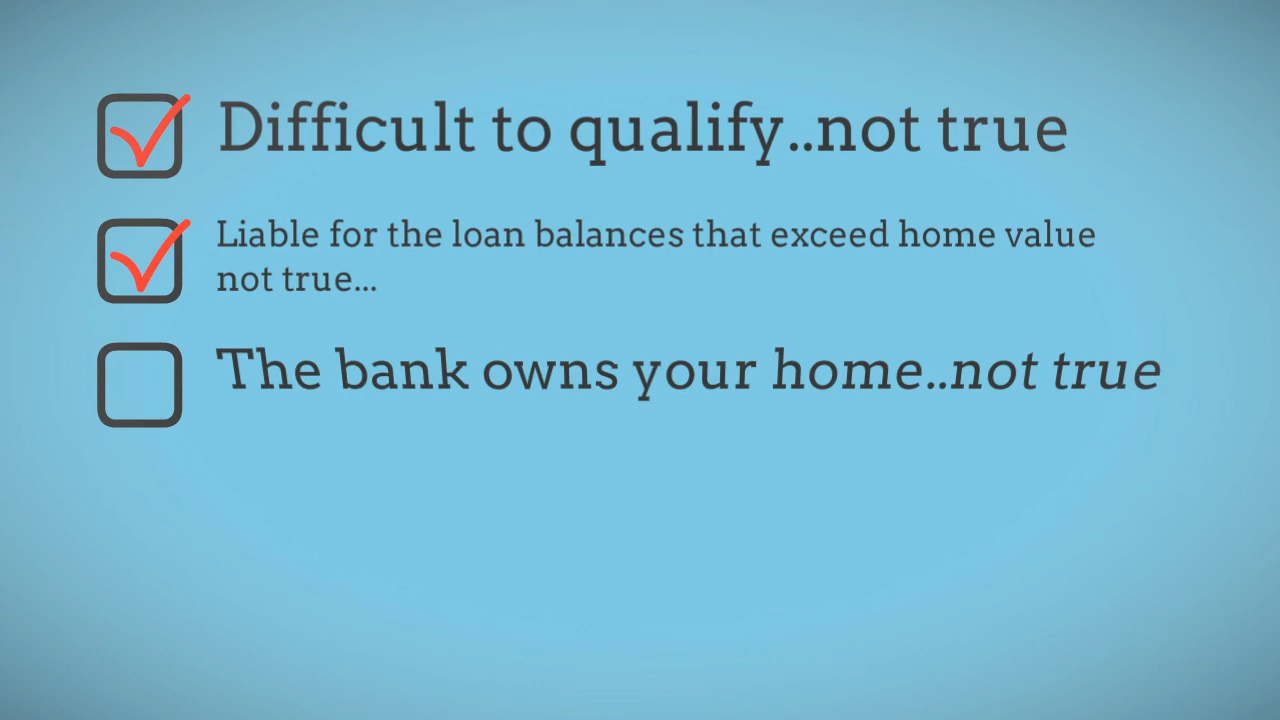 Difficult to qualify..not true
Liable for the loan balances that exceed home value
not true...
The bank owns your home..not true